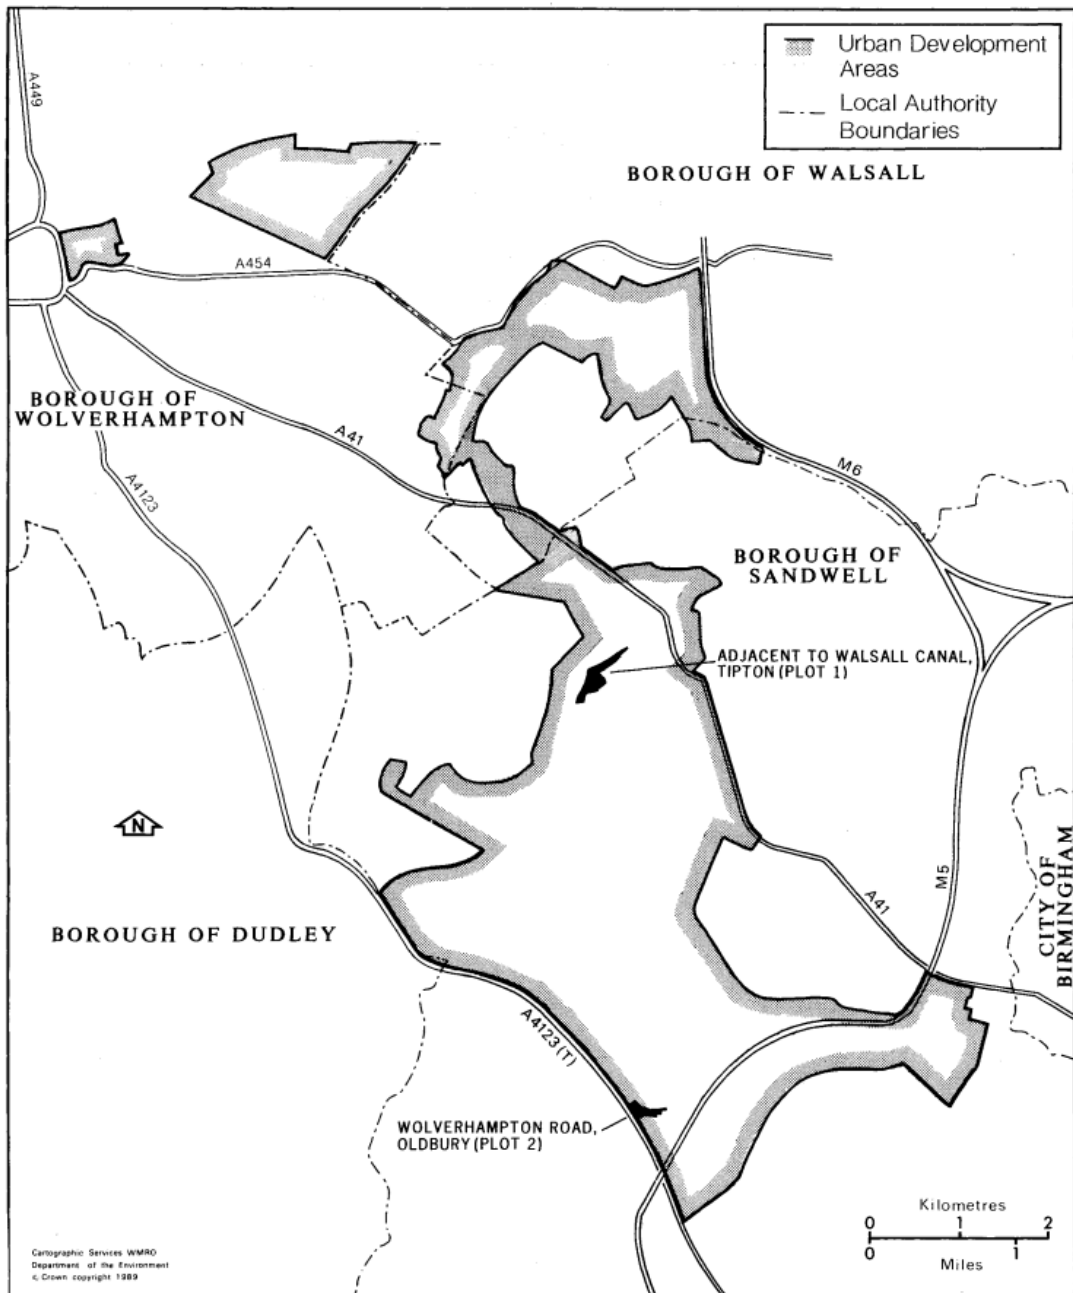 Urban Development
Areas
Local Authority
Boundaries
A449
BOROUGH OF WALSALL
A454
BOROUGH OF
WOLVERHAMPTON
A41
A4123
M6
BOROUGH OF
SANDWELL
ADJACENT TO WALSALL CANAL,
TIPTON (PLOT 1)
N
BOROUGH OF DUDLEY
M5
A41
CITY OF
BIRMINGHAM
A4123 (T)
WOLVERHAMPTON ROAD,
OLDBURY (PLOT 2)
Kilometres
0 1 2
0 1
Miles
Cartographic Services WMRO
Department of the Environment
c, Crown copyright 1989